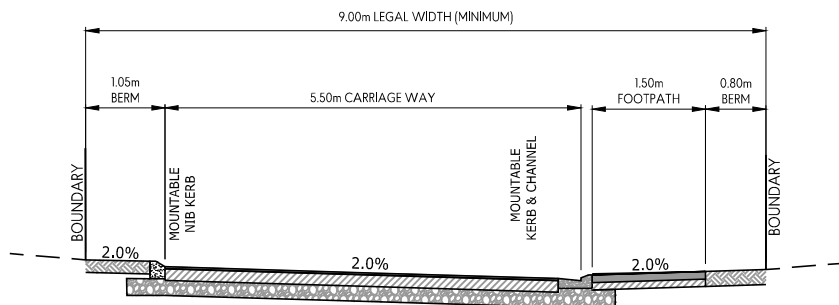 9.00m LEGAL WIDTH (MINIMUM)
1.05m
BERM
5.50m CARRIAGE WAY
1.50m
FOOTPATH
0.80m
BERM
BOUNDARY
MOUNTABLE
NIB KERB
MOUNTABLE
KERB & CHANNEL
BOUNDARY
2.0%
2.0%
2.0%